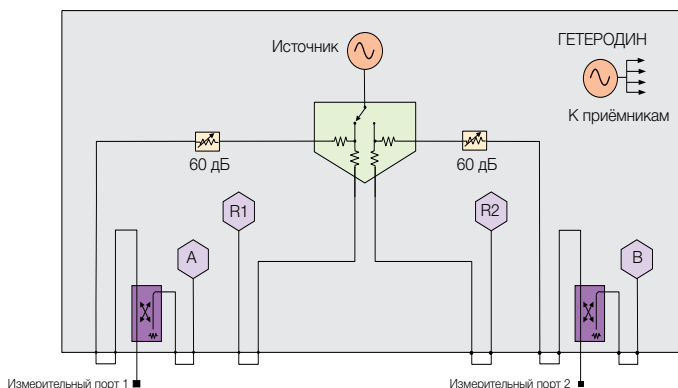 Источник
ГЕТЕРОДИН
К приёмникам
60 дБ
60 дБ
R1
R2
A
B
Измерительный порт 1
Измерительный порт 2